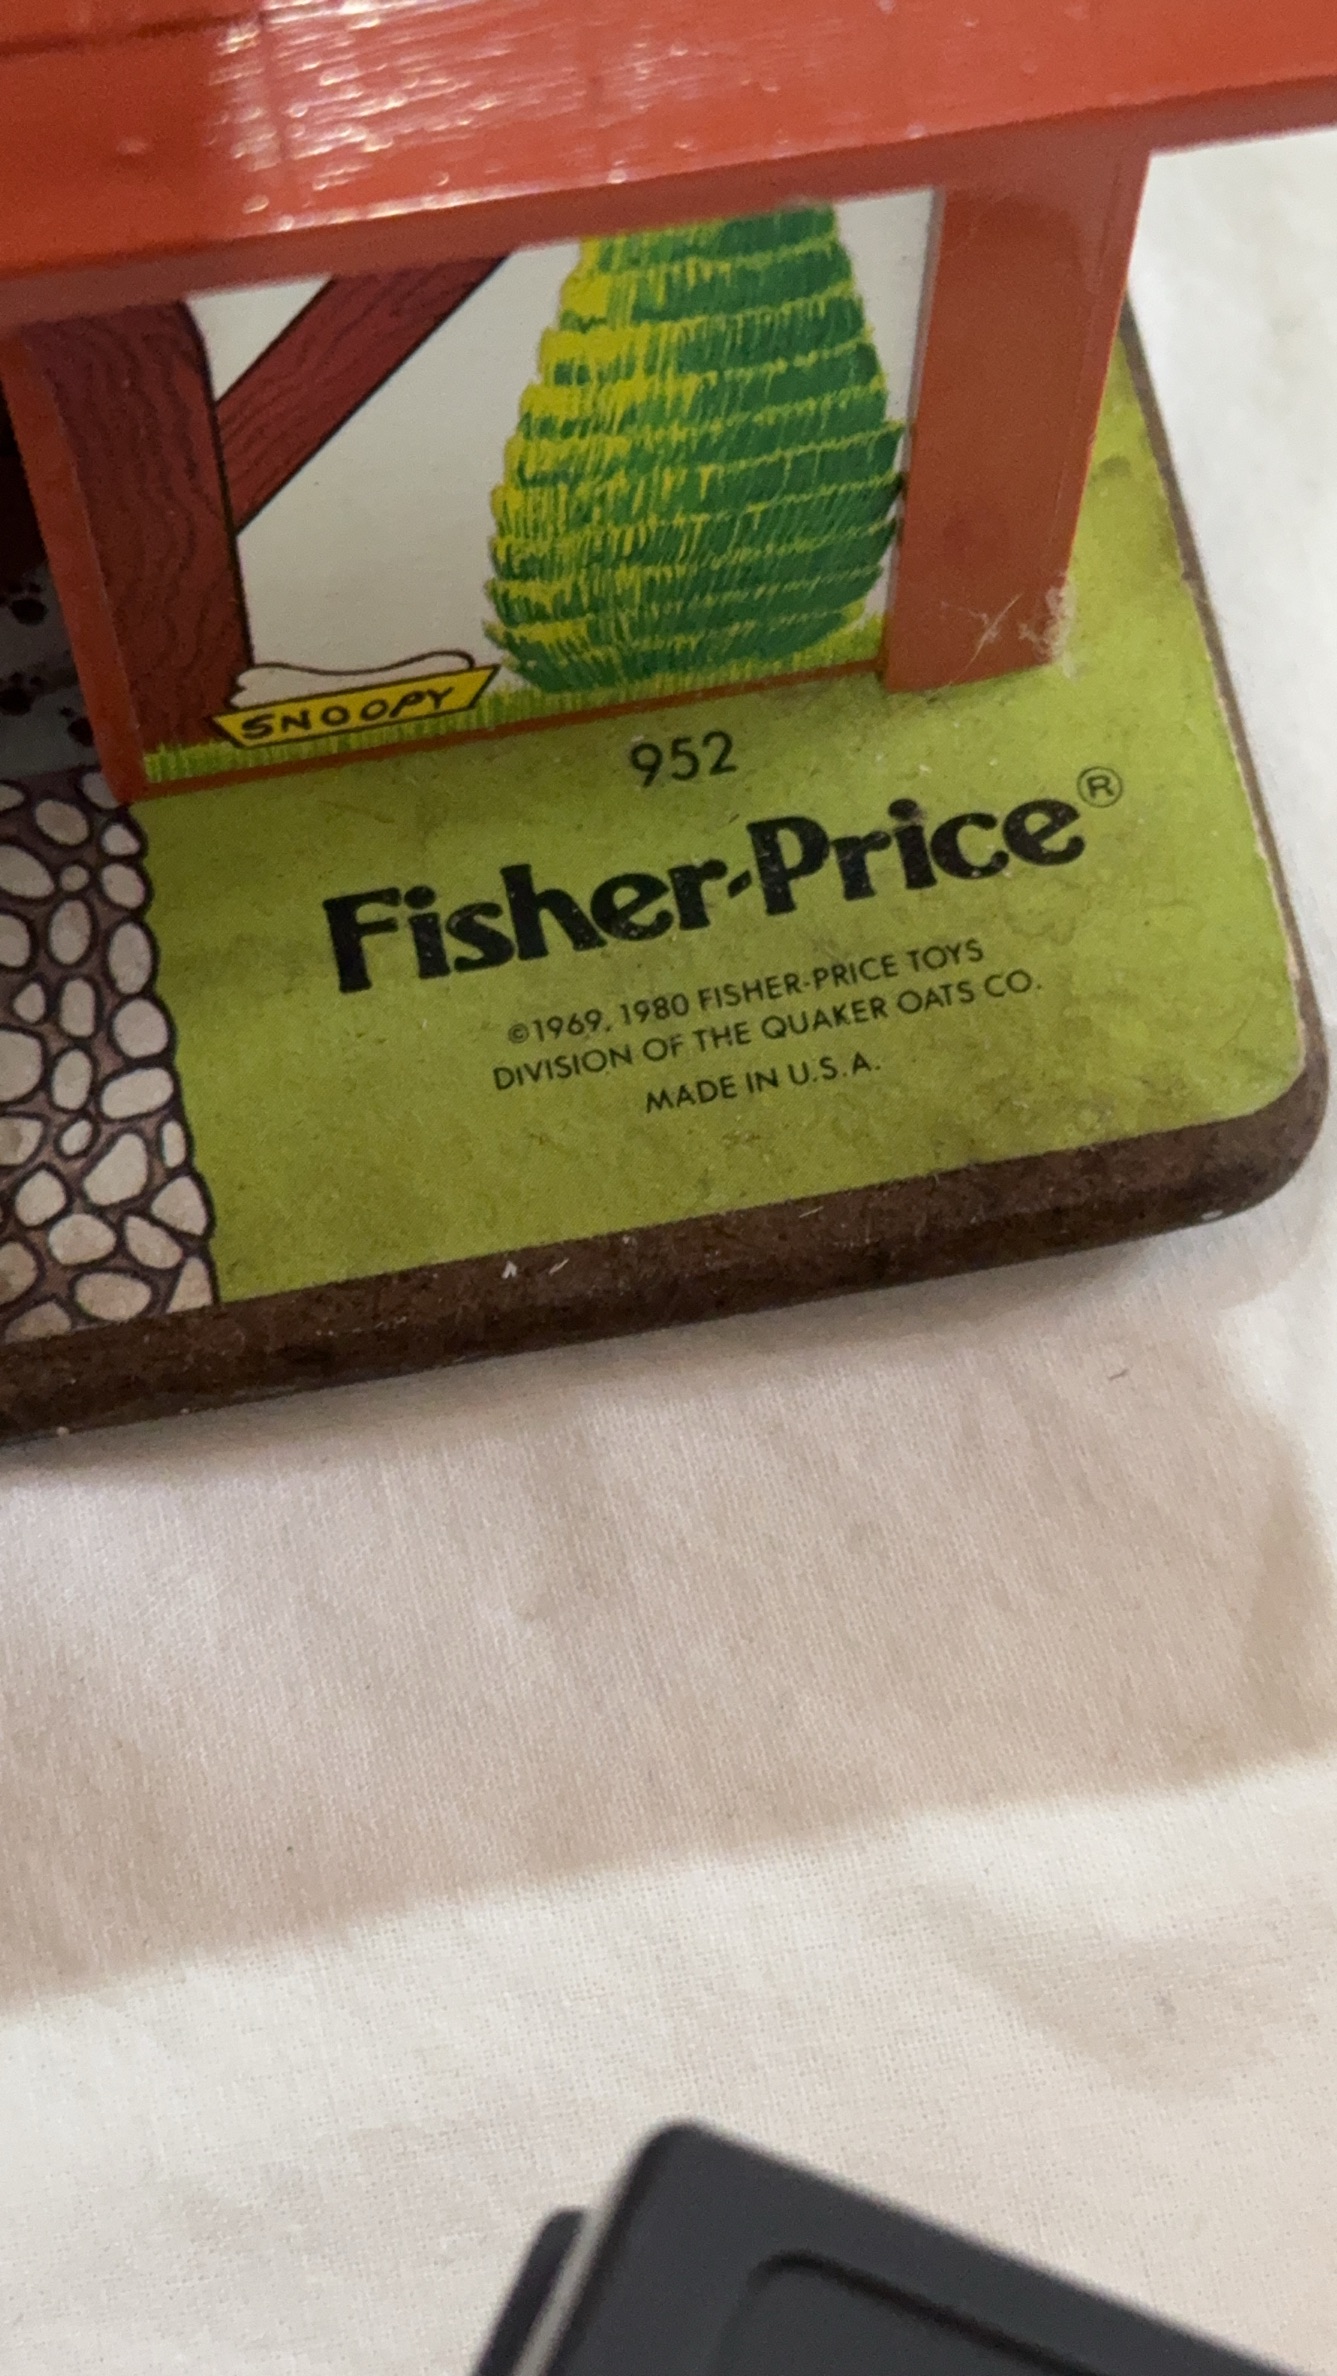 SNOOPY
952
Fisher-Price®
©1969, 1980 FISHER-PRICE TOYS
DIVISION OF THE QUAKER OATS CO.
MADE IN U.S.A.